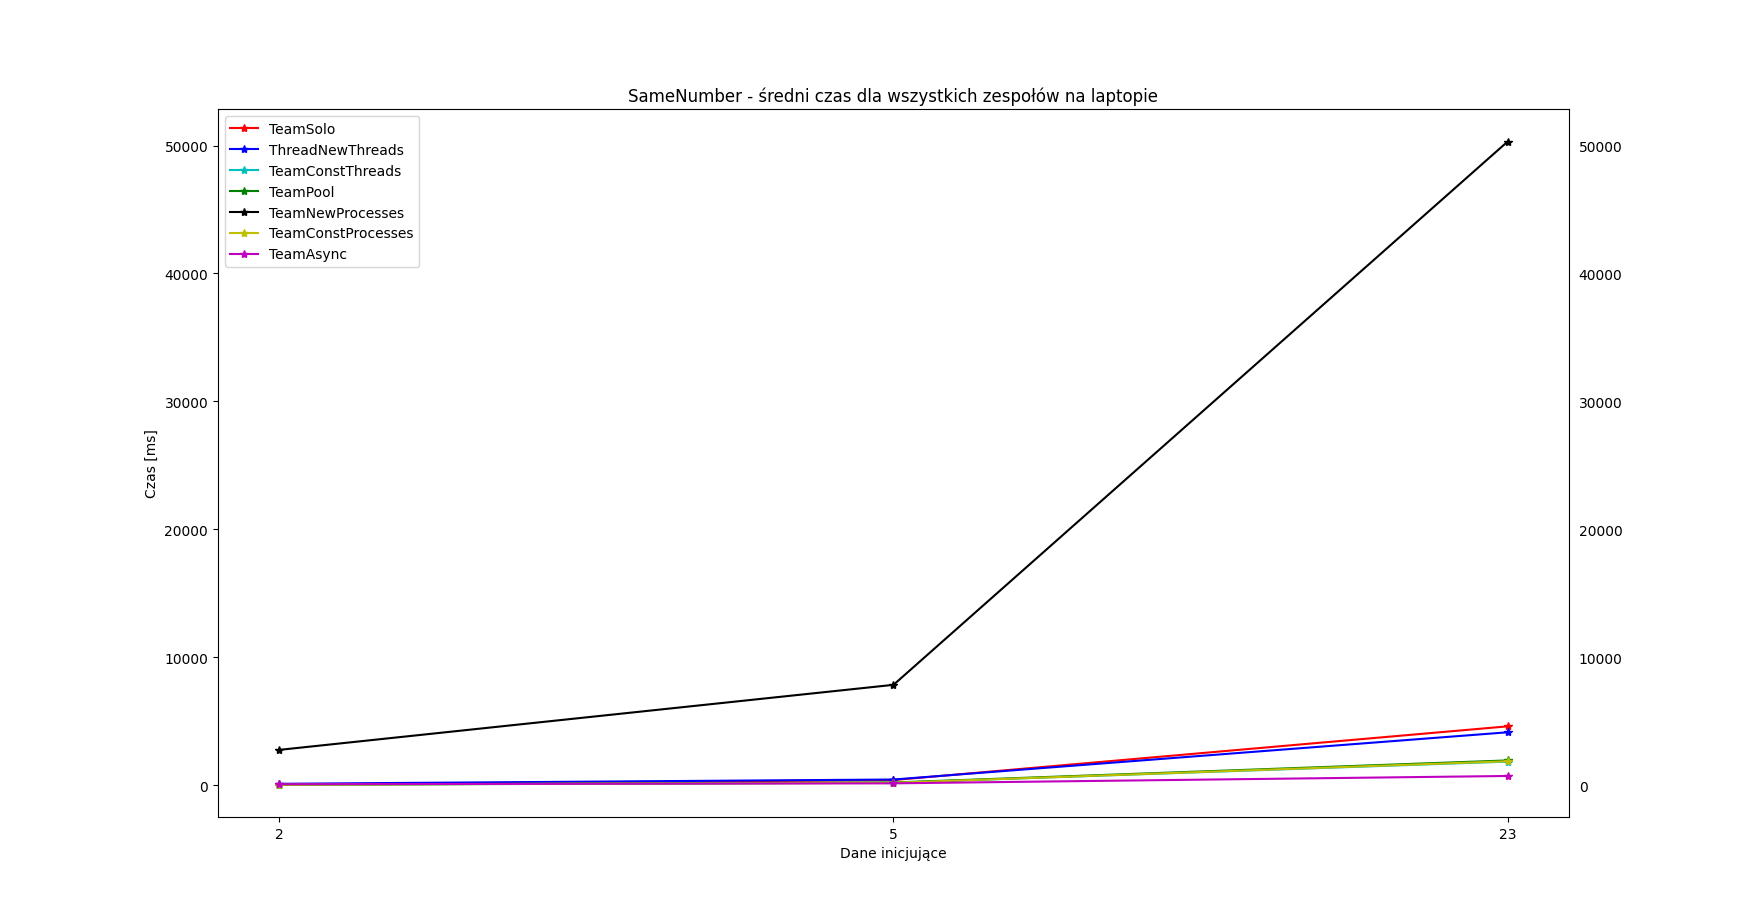 SameNumber - średni czas dla wszystkich zespołów na laptopie
TeamSolo
ThreadNewThreads
TeamConstThreads
TeamPool
TeamNewProcesses
TeamConstProcesses
TeamAsync
Czas [ms]
50000
40000
30000
20000
10000
0
50000
40000
30000
20000
10000
0
2
5
23
Dane inicjujące